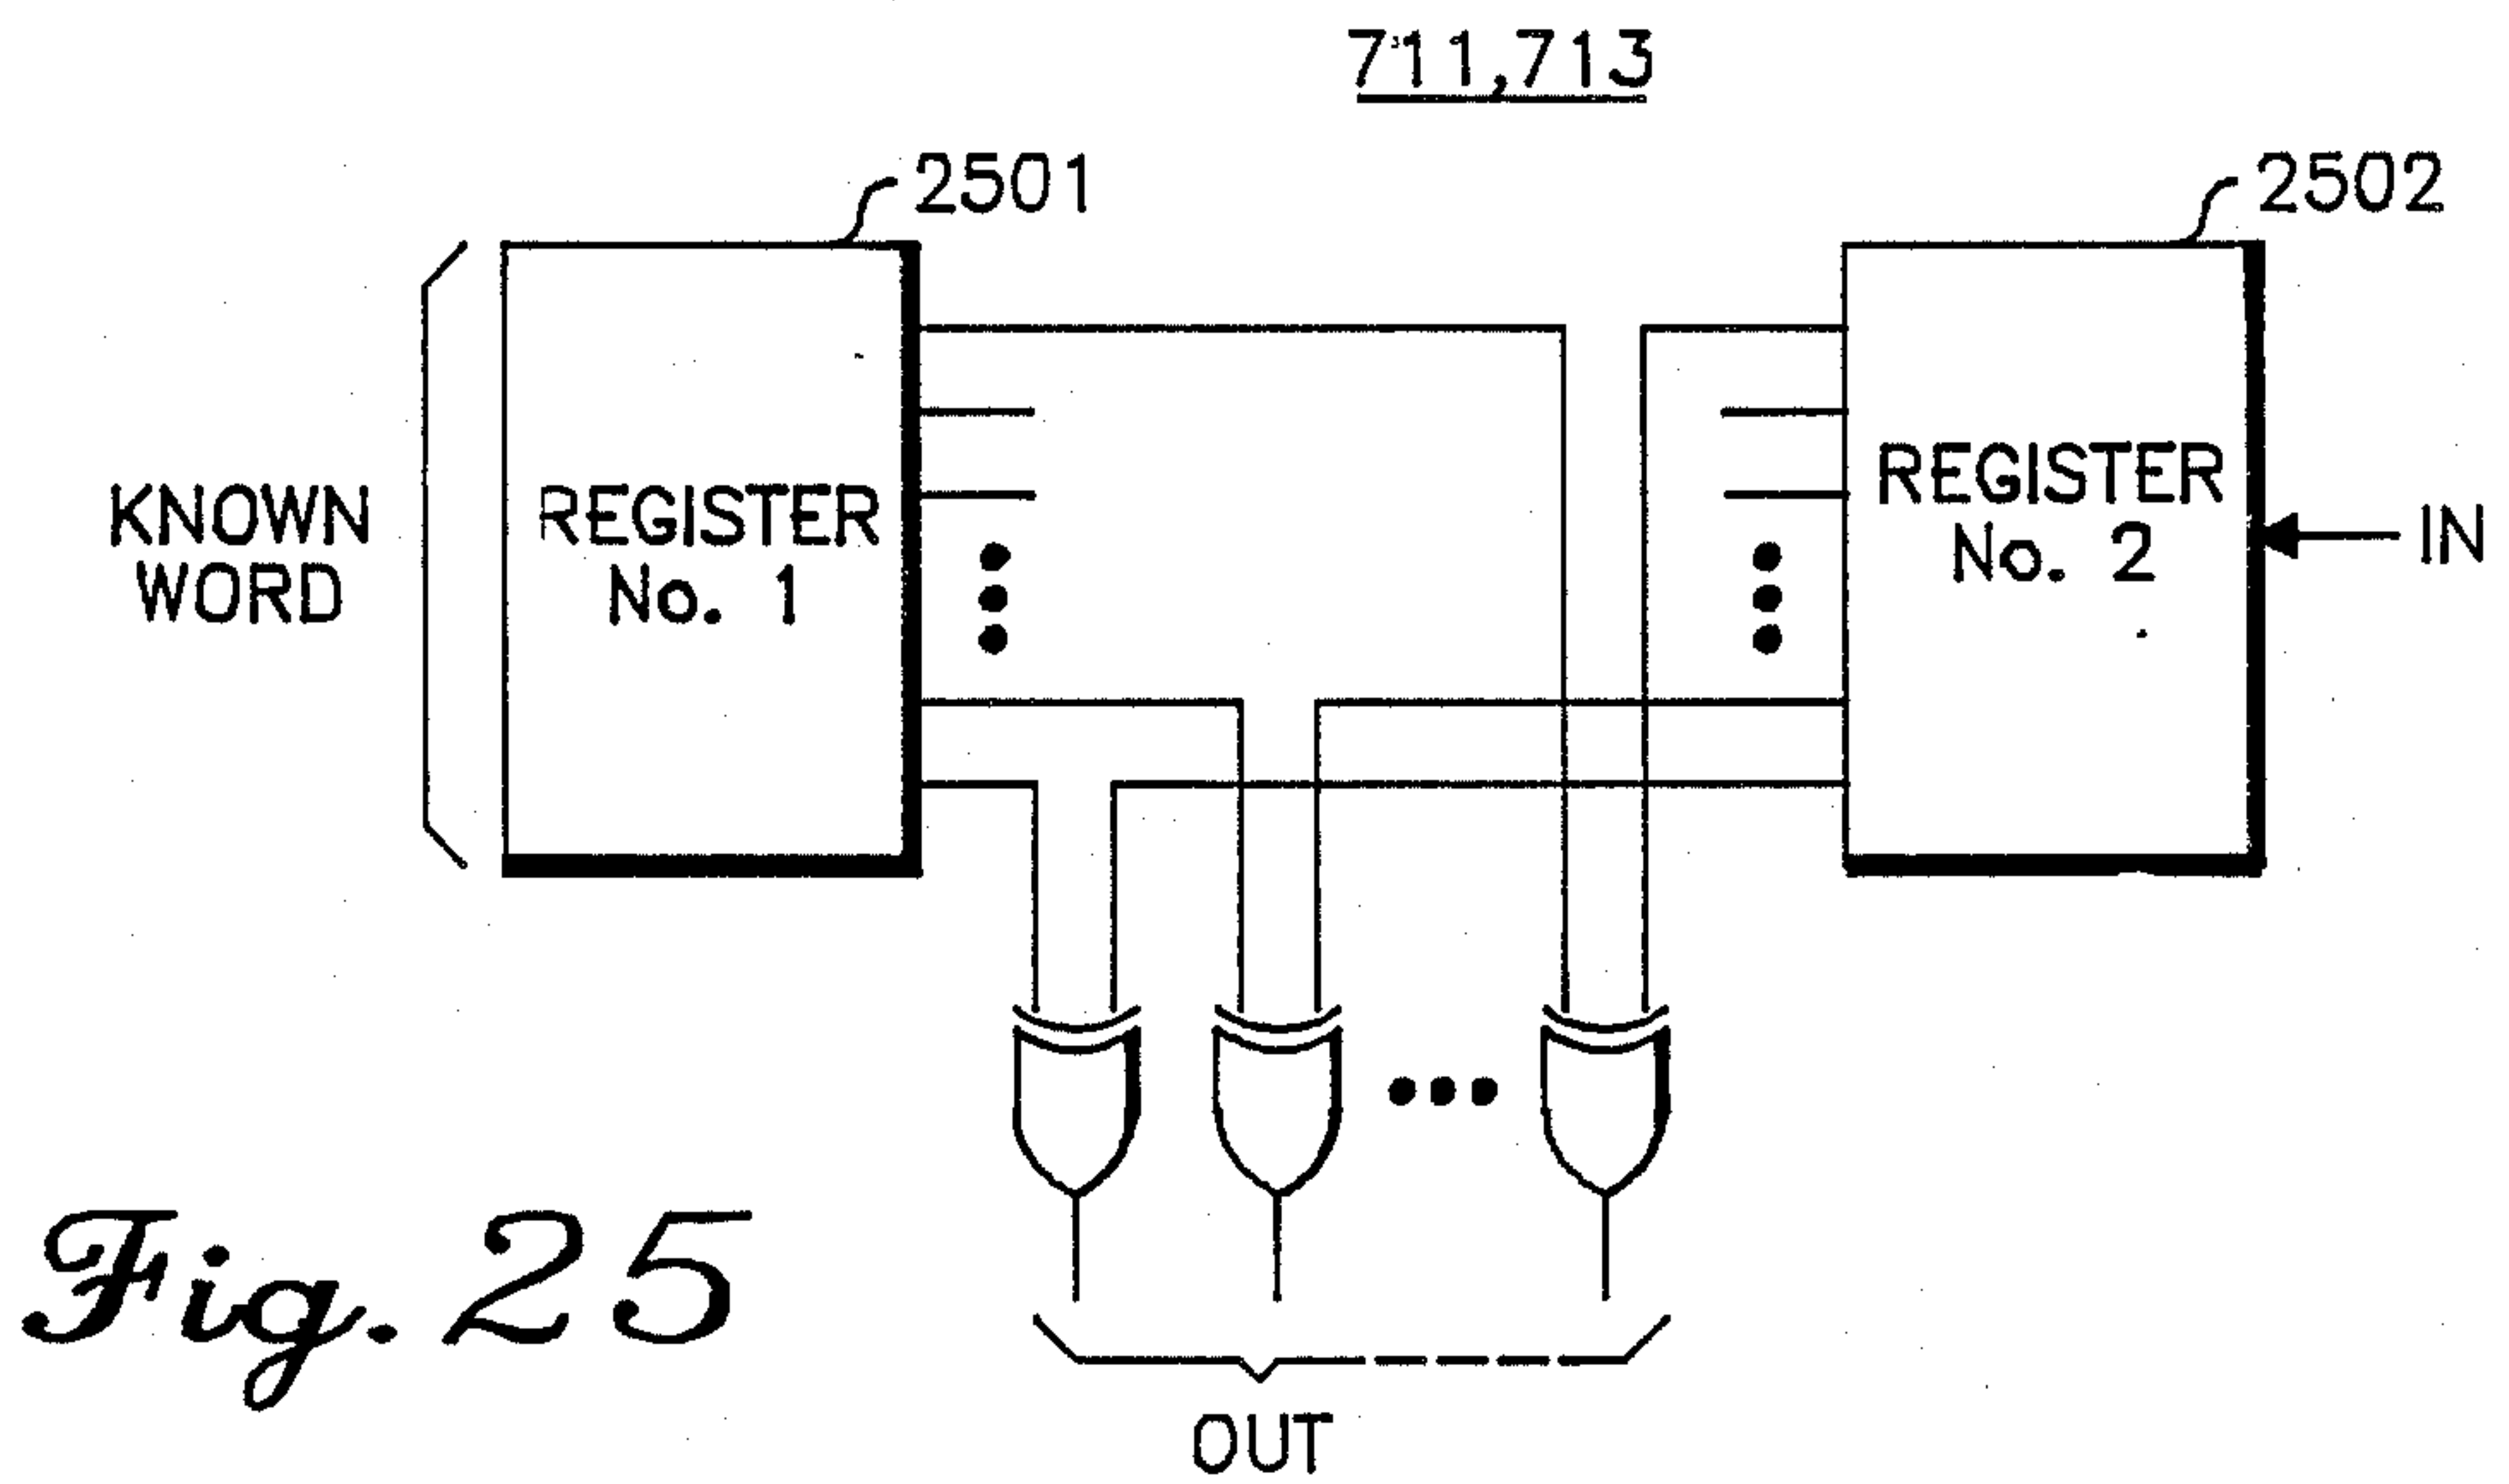 711,713
2501
2502
KNOWN
WORD
REGISTER
No. 1
REGISTER
No. 2
IN
OUT
Fig. 25